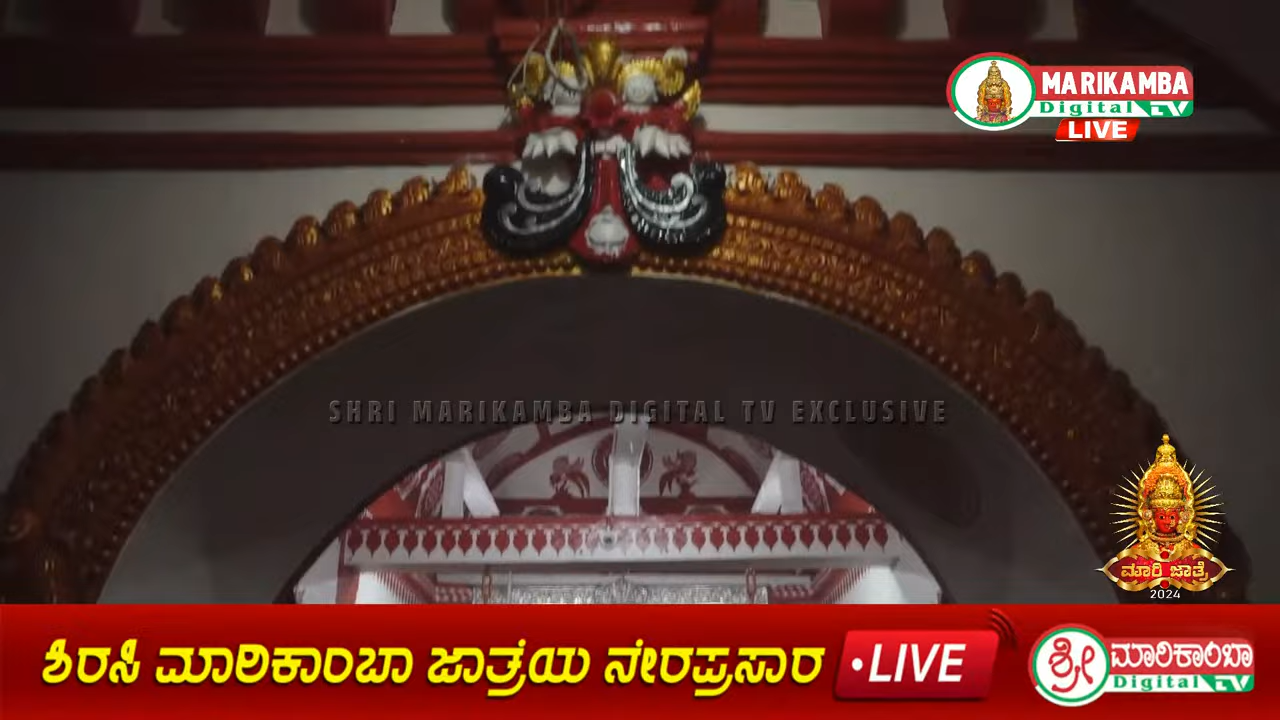 MARIKAMBA
Digital TV
LIVE
SHRI MARIKAMBA DIGITAL TV EXCLUSIVE
ಮಾರಿ ಜಾತ್ರೆ
2024
ಶಿರಸಿ ಮಾರಿಕಾಂಬಾ ಜಾತ್ರೆಯ ನೇರಪ್ರಸಾರ
•LIVE
ಶ್ರೀ ಮಾರಿಕಾಂಬಾ
Digital TV